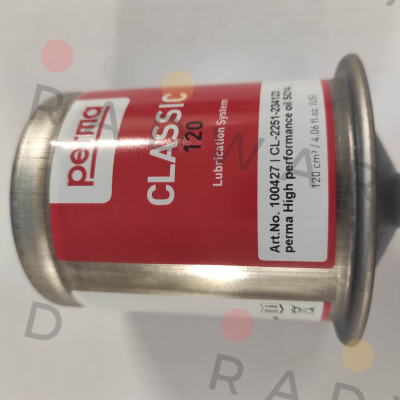 perma
CLASSIC
120
Lubrication System
Art.No. 100427 | CL-2251-234123
perma High performance oil SO14
120 cm³ / 4.06 fl.oz. (US)